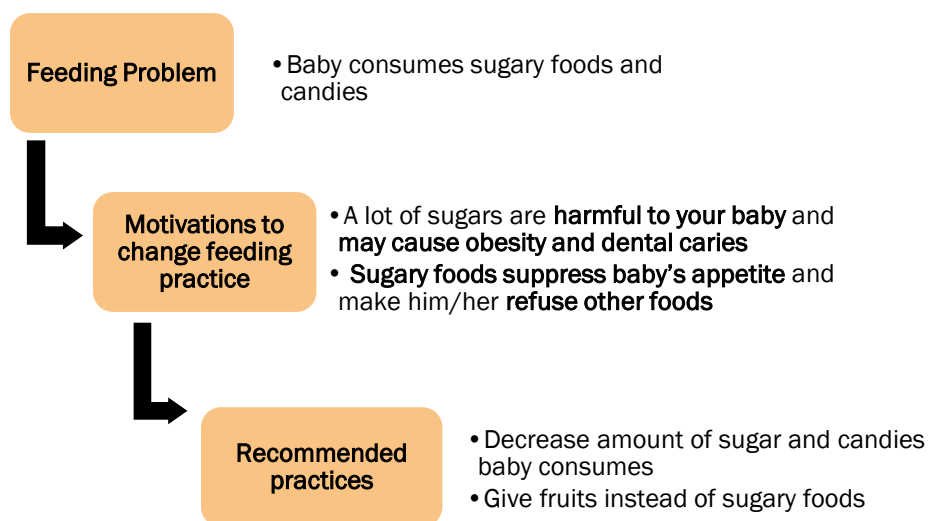 Feeding Problem
•Baby consumes sugary foods and
candies
Motivations to
change feeding
practice
•A lot of sugars are harmful to your baby and
may cause obesity and dental caries
• Sugary foods suppress baby’s appetite and
make him/her refuse other foods
Recommended
practices
•Decrease amount of sugar and candies
baby consumes
•Give fruits instead of sugary foods